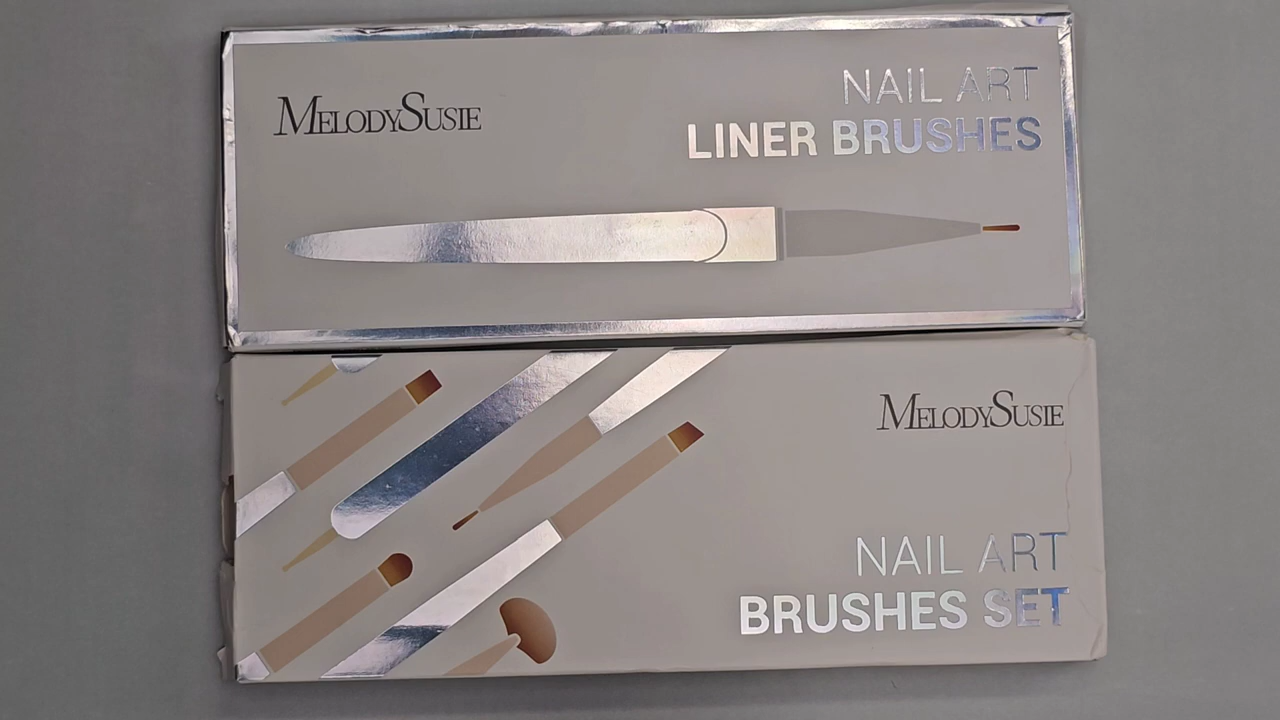 MELODYSUSIE
NAIL ART
LINER BRUSHES
MELODYSUSIE
NAIL ART
BRUSHES SET